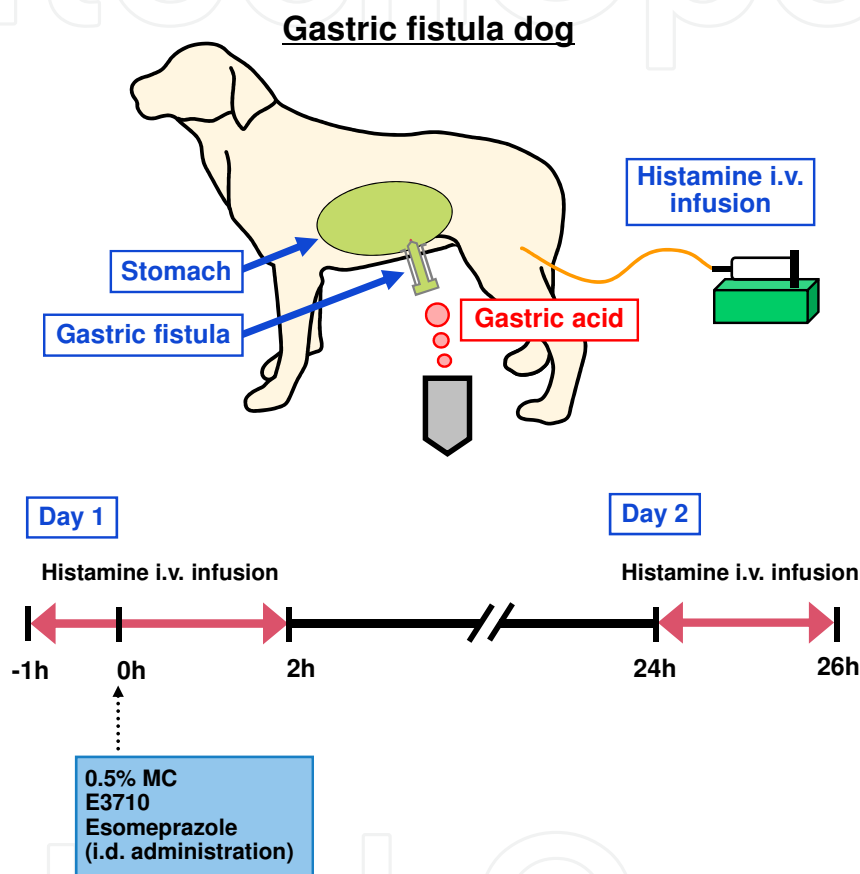 Gastric fistula dog
Histamine i.v.
infusion
Stomach
Gastric fistula
Gastric acid
Day 1
Day 2
Histamine i.v. infusion
Histamine i.v. infusion
-1h
0h
2h
24h
26h
0.5% MC
E3710
Esomeprazole
(i.d. administration)